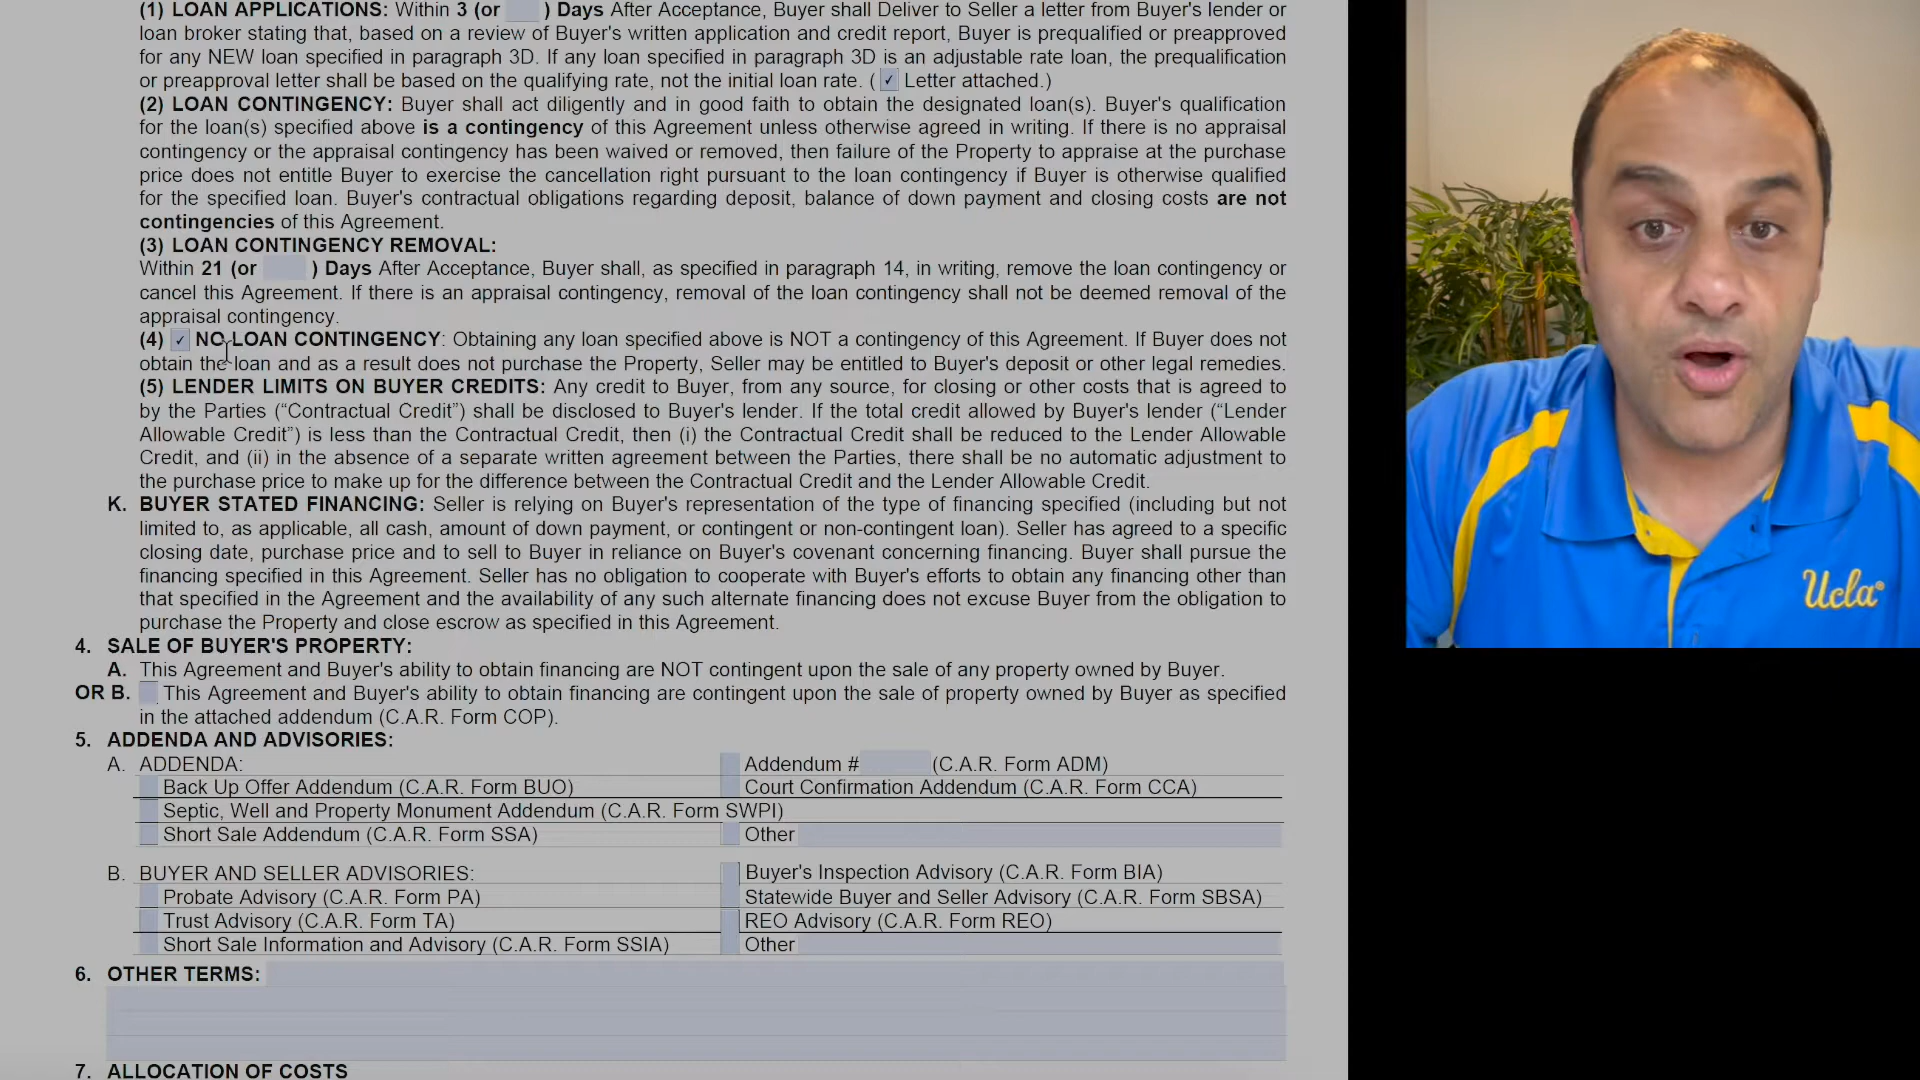 (1) LOAN APPLICATIONS: Within 3 (or ) Days After Acceptance, Buyer shall Deliver to Seller a letter from Buyer's lender or
loan broker stating that, based on a review of Buyer's written application and credit report, Buyer is prequalified or preapproved
for any NEW loan specified in paragraph 3D. If any loan specified in paragraph 3D is an adjustable rate loan, the prequalification
or preapproval letter shall be based on the qualifying rate, not the initial loan rate. ( ✓ Letter attached.)
(2) LOAN CONTINGENCY: Buyer shall act diligently and in good faith to obtain the designated loan(s). Buyer's qualification
for the loan(s) specified above is a contingency of this Agreement unless otherwise agreed in writing. If there is no appraisal
contingency or the appraisal contingency has been waived or removed, then failure of the Property to appraise at the purchase
price does not entitle Buyer to exercise the cancellation right pursuant to the loan contingency if Buyer is otherwise qualified
for the specified loan. Buyer's contractual obligations regarding deposit, balance of down payment and closing costs are not
contingencies of this Agreement.
(3) LOAN CONTINGENCY REMOVAL:
Within 21 (or ) Days After Acceptance, Buyer shall, as specified in paragraph 14, in writing, remove the loan contingency or
cancel this Agreement. If there is an appraisal contingency, removal of the loan contingency shall not be deemed removal of the
appraisal contingency.
(4) ✓ NO LOAN CONTINGENCY: Obtaining any loan specified above is NOT a contingency of this Agreement. If Buyer does not
obtain the loan and as a result does not purchase the Property, Seller may be entitled to Buyer's deposit or other legal remedies.
(5) LENDER LIMITS ON BUYER CREDITS: Any credit to Buyer, from any source, for closing or other costs that is agreed to
by the Parties (“Contractual Credit”) shall be disclosed to Buyer's lender. If the total credit allowed by Buyer's lender (“Lender
Allowable Credit”) is less than the Contractual Credit, then (i) the Contractual Credit shall be reduced to the Lender Allowable
Credit, and (ii) in the absence of a separate written agreement between the Parties, there shall be no automatic adjustment to
the purchase price to make up for the difference between the Contractual Credit and the Lender Allowable Credit.
K. BUYER STATED FINANCING: Seller is relying on Buyer's representation of the type of financing specified (including but not
limited to, as applicable, all cash, amount of down payment, or contingent or non-contingent loan). Seller has agreed to a specific
closing date, purchase price and to sell to Buyer in reliance on Buyer's covenant concerning financing. Buyer shall pursue the
financing specified in this Agreement. Seller has no obligation to cooperate with Buyer's efforts to obtain any financing other than
that specified in the Agreement and the availability of any such alternate financing does not excuse Buyer from the obligation to
purchase the Property and close escrow as specified in this Agreement.
4. SALE OF BUYER'S PROPERTY:
A. This Agreement and Buyer's ability to obtain financing are NOT contingent upon the sale of any property owned by Buyer.
OR B. This Agreement and Buyer's ability to obtain financing are contingent upon the sale of property owned by Buyer as specified
in the attached addendum (C.A.R. Form COP).
5. ADDENDA AND ADVISORIES:
A. ADDENDA: Addendum # (C.A.R. Form ADM)
Back Up Offer Addendum (C.A.R. Form BUO) Court Confirmation Addendum (C.A.R. Form CCA)
Septic, Well and Property Monument Addendum (C.A.R. Form SWPI)
Short Sale Addendum (C.A.R. Form SSA) Other
B. BUYER AND SELLER ADVISORIES: Buyer's Inspection Advisory (C.A.R. Form BIA)
Probate Advisory (C.A.R. Form PA) Statewide Buyer and Seller Advisory (C.A.R. Form SBSA)
Trust Advisory (C.A.R. Form TA) REO Advisory (C.A.R. Form REO)
Short Sale Information and Advisory (C.A.R. Form SSIA) Other
6. OTHER TERMS:
7. ALLOCATION OF COSTS
Ucla